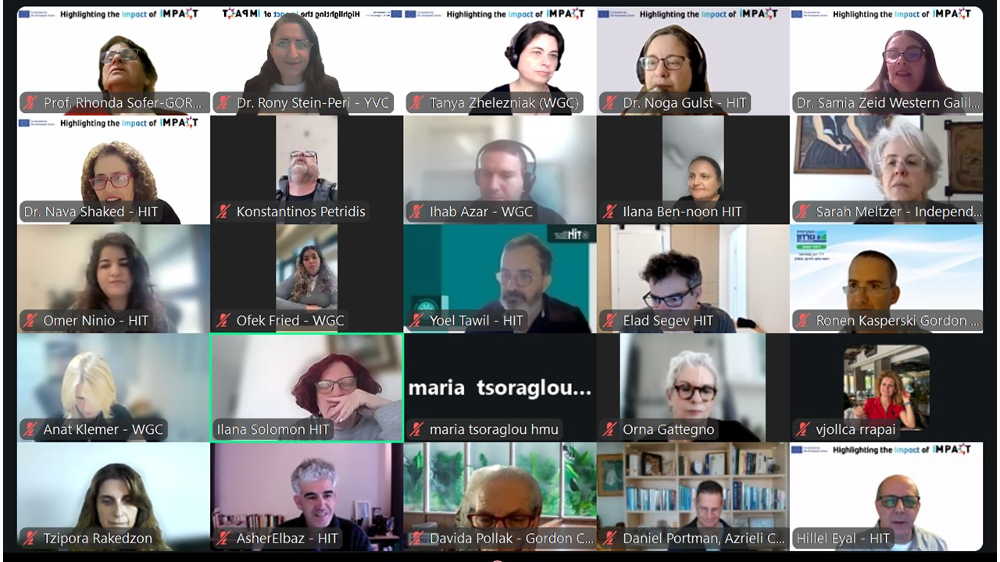 Highlighting the Impact of IMPACT
Highlighting the Impact of IMPACT
Highlighting the Impact of IMPACT
Highlighting the Impact of IMPACT
Highlighting the Impact of IMPACT
Prof. Rhonda Sofer-GOR...
Dr. Rony Stein-Peri - YVC
Tanya Zhelezniak (WGC)
Dr. Noga Gulst - HIT
Dr. Samia Zeid Western Galil...
Highlighting the Impact of IMPACT
Dr. Nava Shaked - HIT
Konstantinos Petridis
Ihab Azar - WGC
Ilana Ben-noon HIT
Sarah Meltzer - Independ...
HIT
Omer Ninio - HIT
Ofek Fried - WGC
Yoel Tawil - HIT
Elad Segev HIT
Ronen Kasperski Gordon ...
Anat Klemer - WGC
Ilana Solomon HIT
maria tsoraglou...
maria tsoraglou hmu
Orna Gattegno
vjollca rrapai
Highlighting the Impact of IMPACT
Tzipora Rakedzon
AsherElbaz - HIT
Davida Pollak - Gordon C...
Daniel Portman, Azrieli C...
Hillel Eyal - HIT